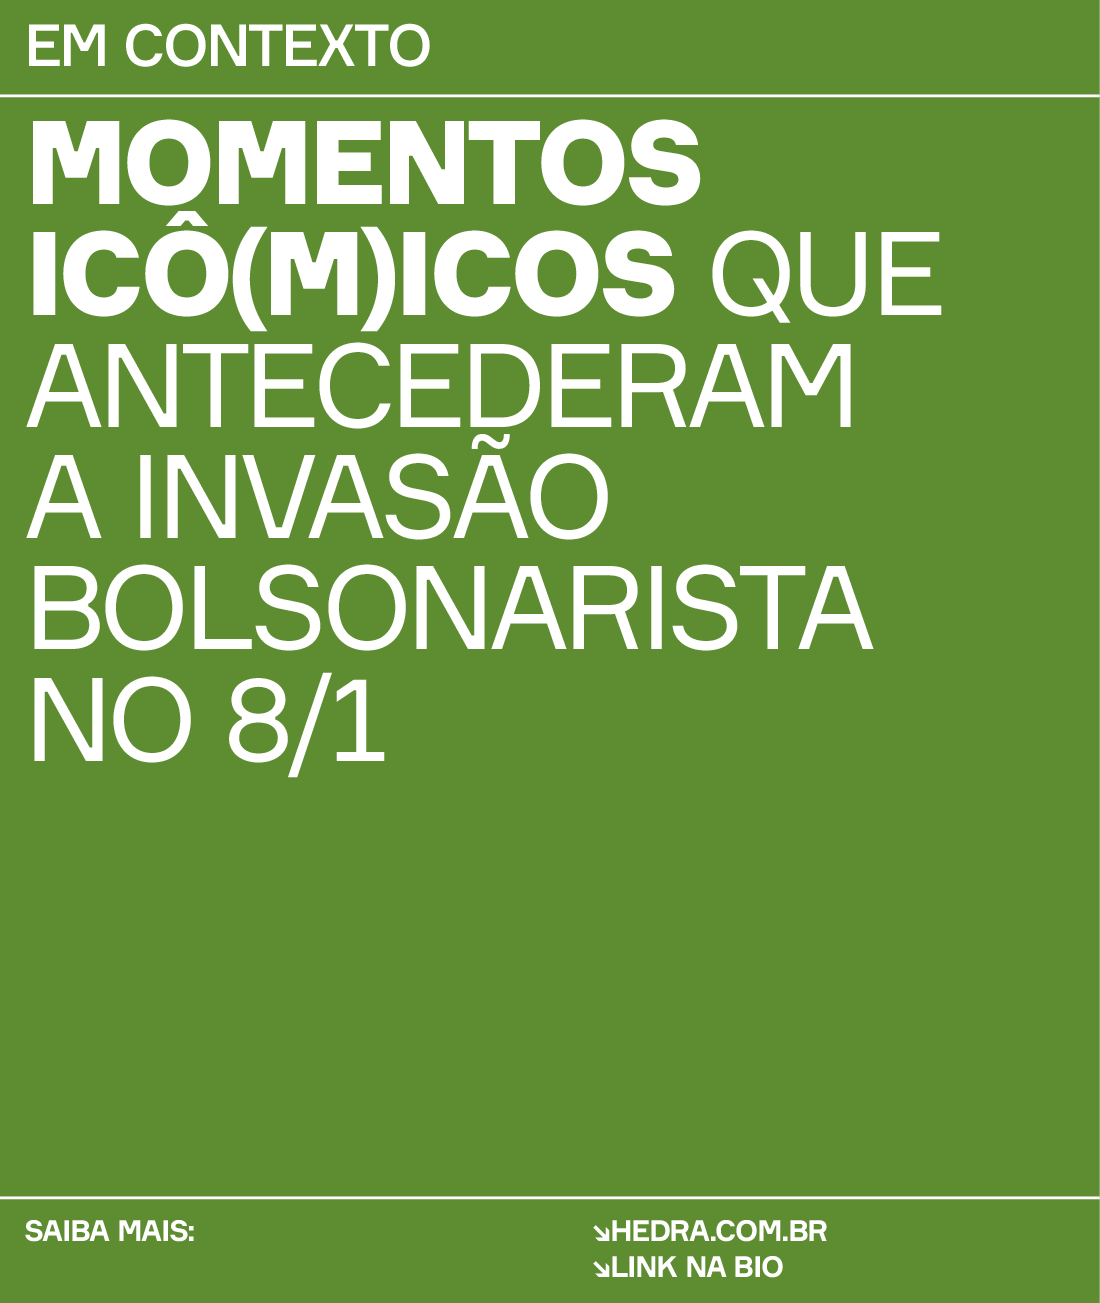 EM CONTEXTO
MOMENTOS
ICÔ(M)ICOS QUE
ANTECEDERAM
A INVASÃO
BOLSONARISTA
NO 8/1
SAIBA MAIS:
↘HEDRA.COM.BR
↘LINK NA BIO